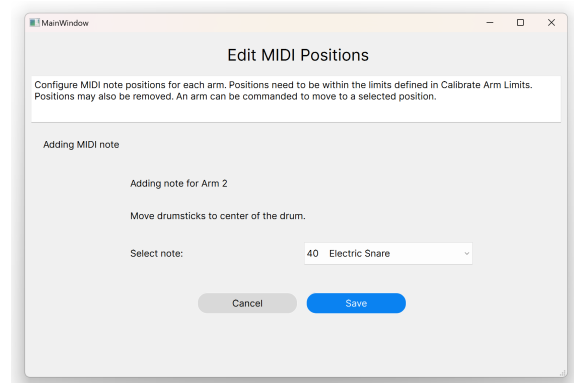 MainWindow
Edit MIDI Positions
Configure MIDI note positions for each arm. Positions need to be within the limits defined in Calibrate Arm Limits.
Positions may also be removed. An arm can be commanded to move to a selected position.
Adding MIDI note
Adding note for Arm 2
Move drumsticks to center of the drum.
Select note: 40 Electric Snare
Cancel Save